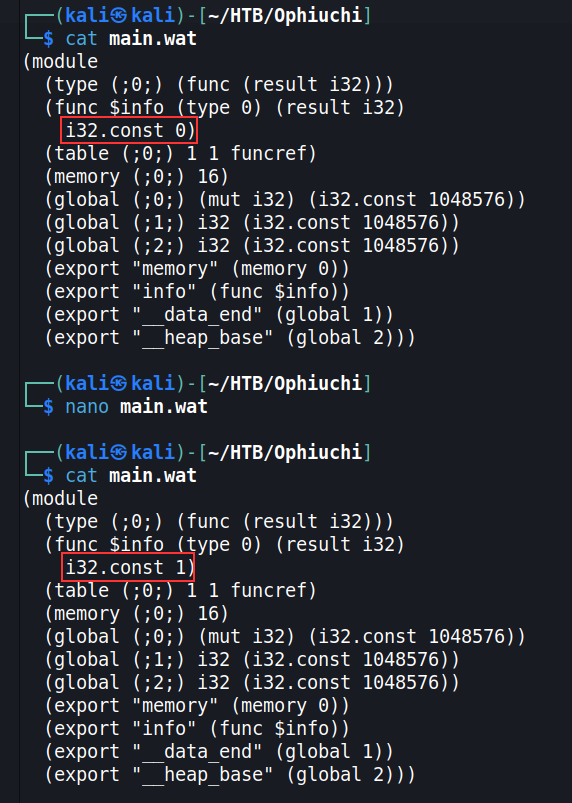 ┌──(kali㉿kali)-[~/HTB/Ophiuchi]
└─$ cat main.wat
(module
  (type (;0;) (func (result i32)))
  (func $info (type 0) (result i32)
    i32.const 0)
  (table (;0;) 1 1 funcref)
  (memory (;0;) 16)
  (global (;0;) (mut i32) (i32.const 1048576))
  (global (;1;) i32 (i32.const 1048576))
  (global (;2;) i32 (i32.const 1048576))
  (export "memory" (memory 0))
  (export "info" (func $info))
  (export "__data_end" (global 1))
  (export "__heap_base" (global 2)))
┌──(kali㉿kali)-[~/HTB/Ophiuchi]
└─$ nano main.wat
┌──(kali㉿kali)-[~/HTB/Ophiuchi]
└─$ cat main.wat
(module
  (type (;0;) (func (result i32)))
  (func $info (type 0) (result i32)
    i32.const 1)
  (table (;0;) 1 1 funcref)
  (memory (;0;) 16)
  (global (;0;) (mut i32) (i32.const 1048576))
  (global (;1;) i32 (i32.const 1048576))
  (global (;2;) i32 (i32.const 1048576))
  (export "memory" (memory 0))
  (export "info" (func $info))
  (export "__data_end" (global 1))
  (export "__heap_base" (global 2)))